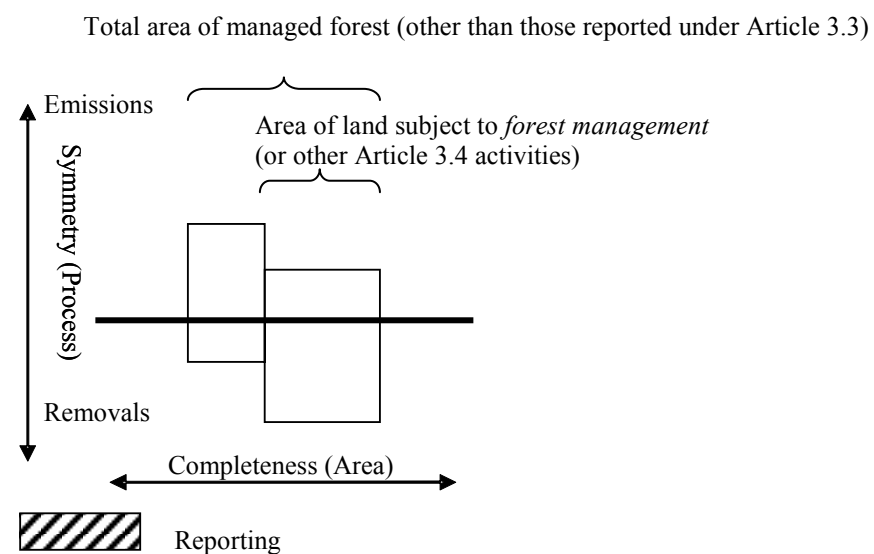 Total area of managed forest (other than those reported under Article 3.3)
Emissions
Area of land subject to forest management
(or other Article 3.4 activities)
Symmetry (Process)
Removals
Completeness (Area)
Reporting